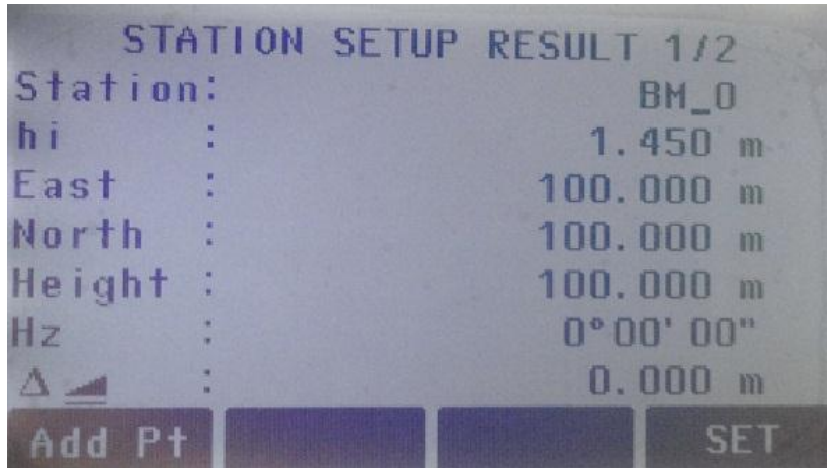 STATION SETUP RESULT 1/2
Station: BM_0
hi : 1.450 m
East : 100.000 m
North : 100.000 m
Height : 100.000 m
Hz : 0°00'00"
Δ : 0.000 m
Add Pt SET